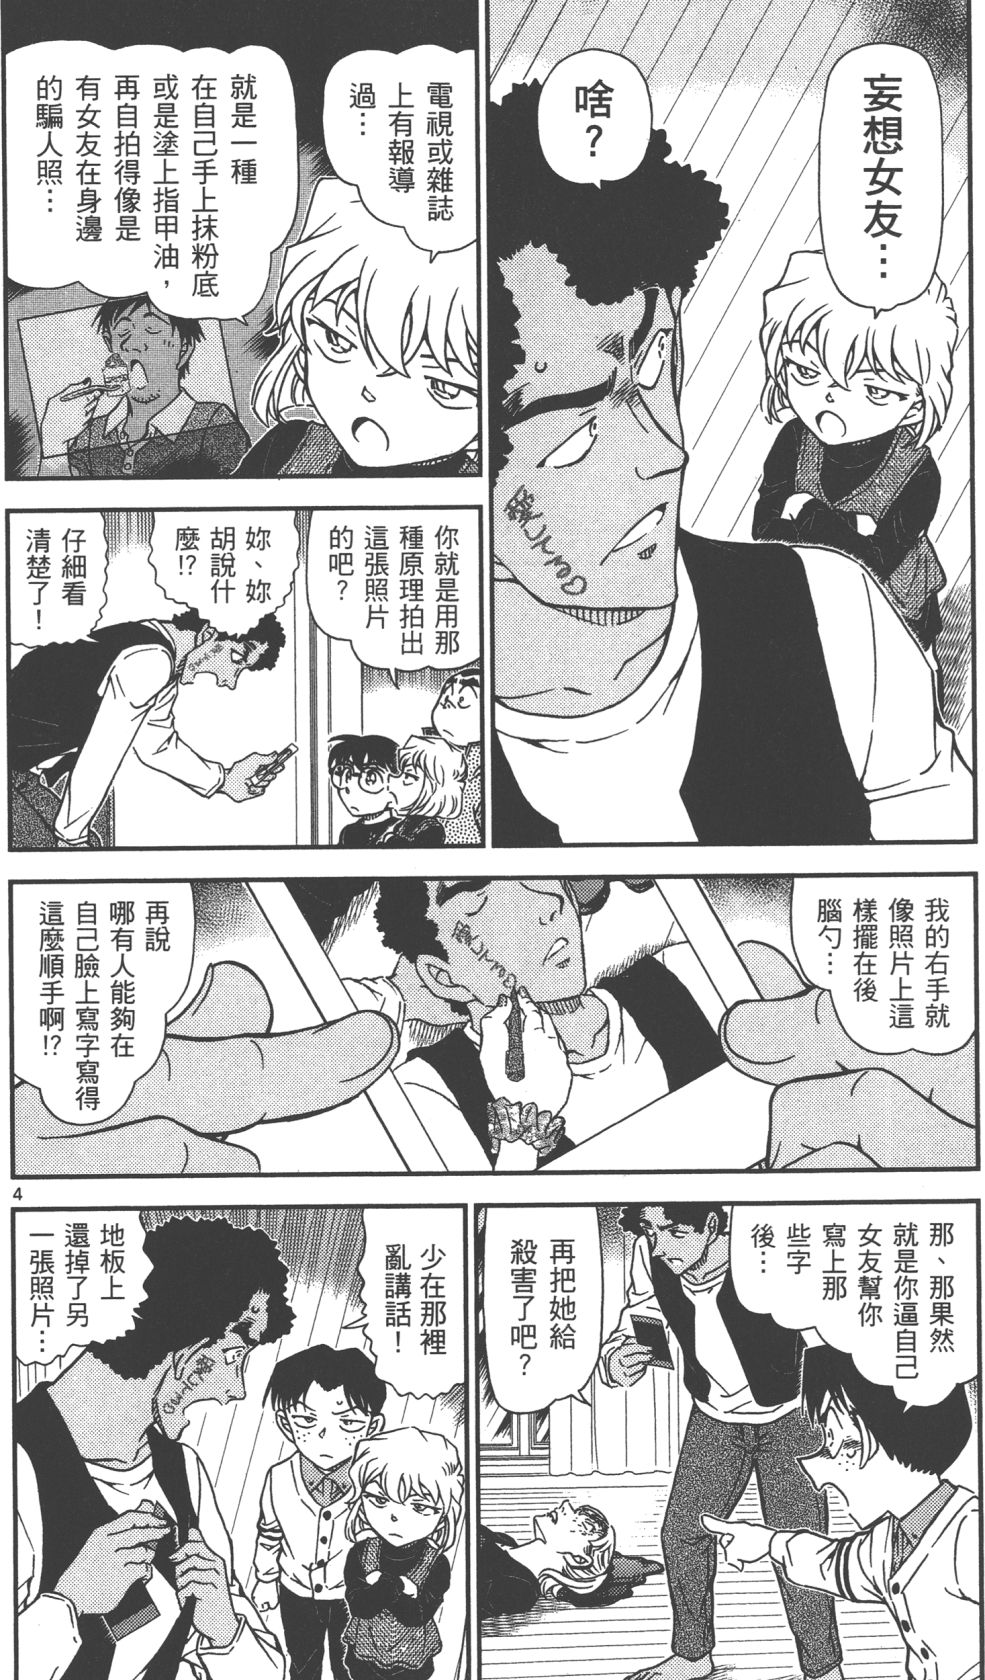 妄想女友…
啥？
電視或雜誌
上有報導
過…
就是一種
在自己手上抹粉底
或是塗上指甲油，
再自拍得像是
有女友在身邊
的騙人照…
你就是用那
種原理拍出
這張照片
的吧？
妳、妳
胡說什
麼！？
仔細看
清楚了！
我的右手就
像照片上這
樣擺在後
腦勺…
再說
哪有人能夠在
自己臉上寫字寫得
這麼順手啊！？
4
那、那果然
就是你逼自己
女友幫你
寫上那
些字
後…
再把她給
殺害了吧？
少在那裡
亂講話！
地板上
還掉了另
一張照片…